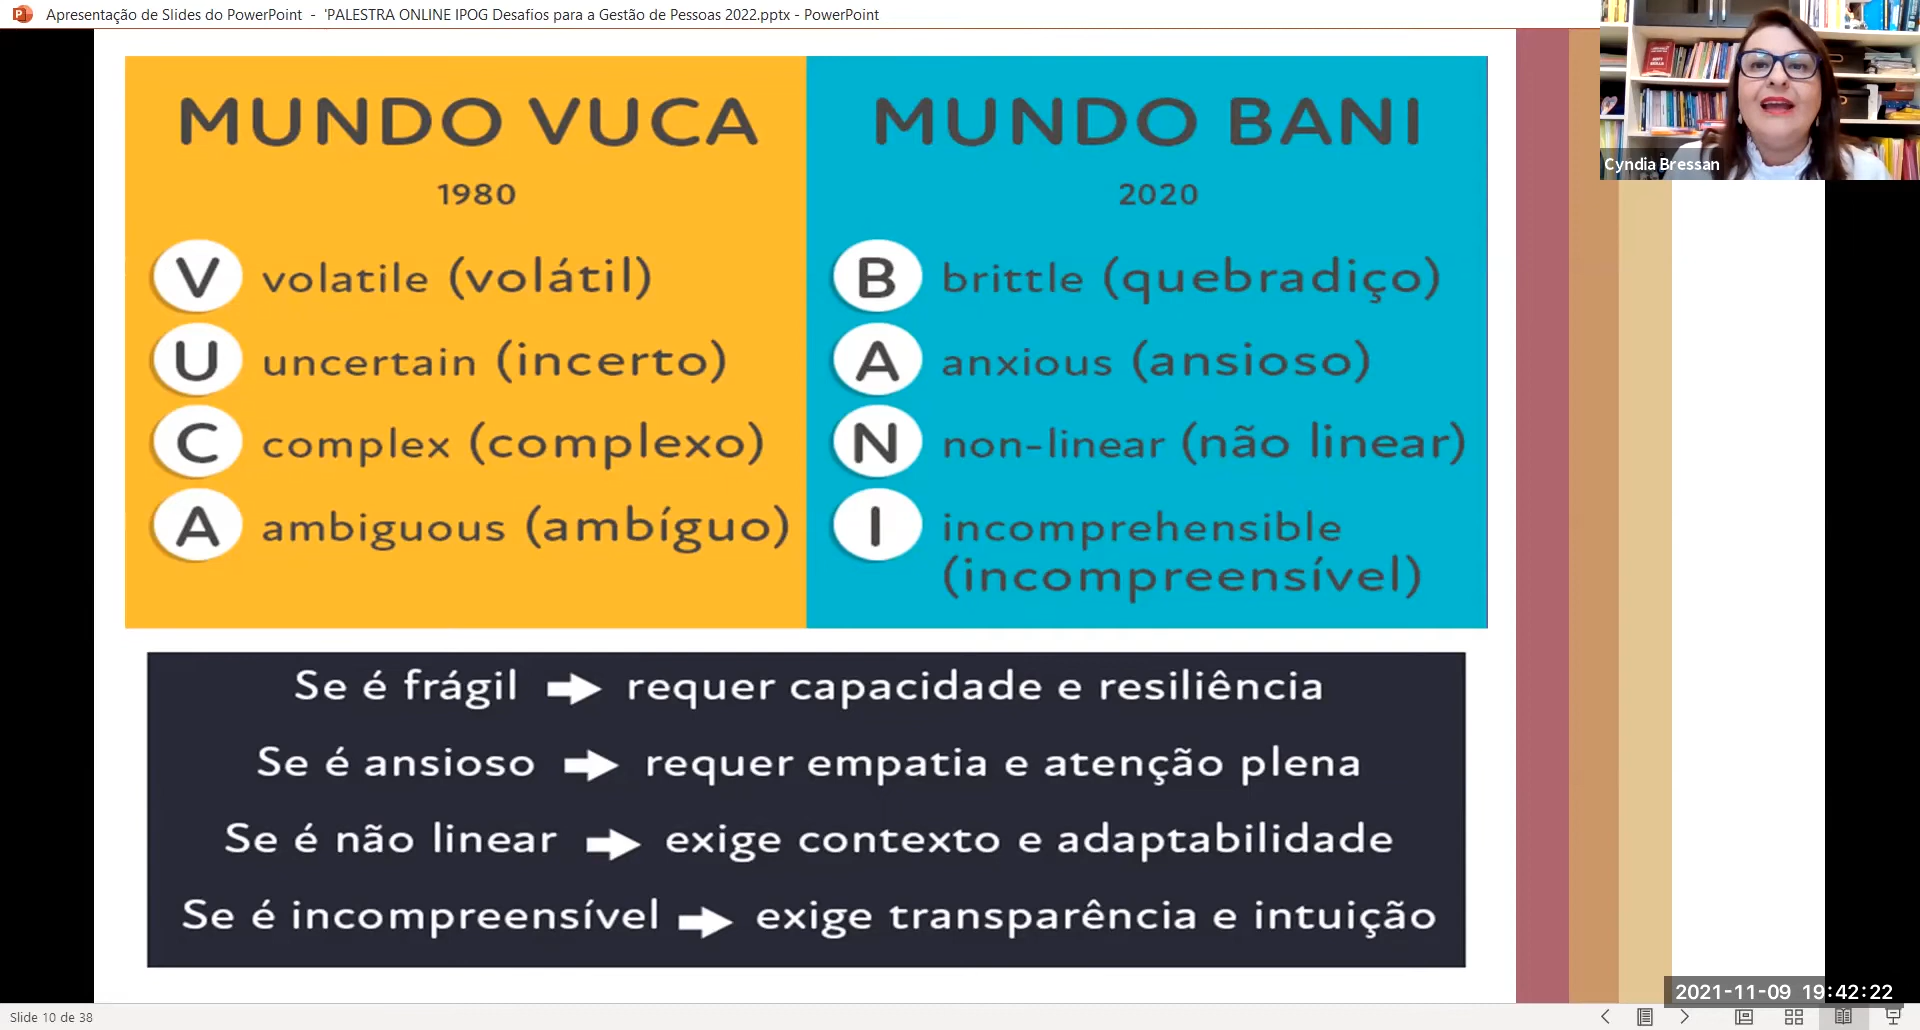 Apresentação de Slides do PowerPoint - 'PALESTRA ONLINE IPOG Desafios para a Gestão de Pessoas 2022.pptx - PowerPoint
MUNDO VUCA
1980
V volatile (volátil)
U uncertain (incerto)
C complex (complexo)
A ambiguous (ambíguo)
MUNDO BANI
2020
B brittle (quebradiço)
A anxious (ansioso)
N non-linear (não linear)
I incomprehensible
(incompreensível)
Se é frágil ➡ requer capacidade e resiliência
Se é ansioso ➡ requer empatia e atenção plena
Se é não linear ➡ exige contexto e adaptabilidade
Se é incompreensível ➡ exige transparência e intuição
Cyndia Bressan
2021-11-09 19:42:22
Slide 10 de 38